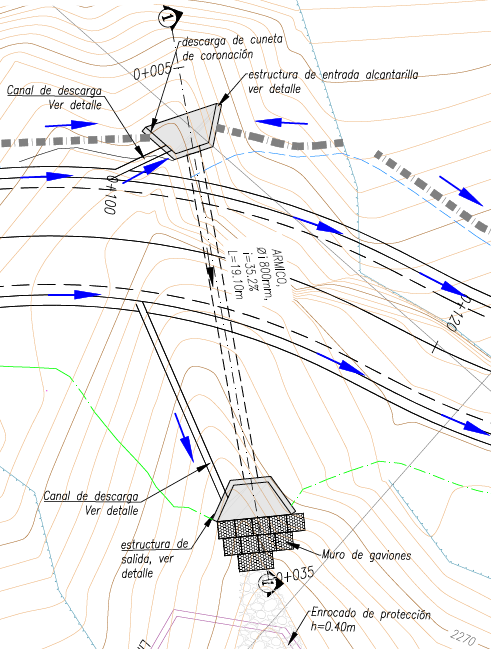 1
descarga de cuneta
de coronación
0+005
estructura de entrada alcantarilla
ver detalle
Canal de descarga
Ver detalle
0+100
ARMICO,
Ø1800mm,
i=35.2%
L=19.10m
0+120
Canal de descarga
Ver detalle
estructura de
salida, ver
detalle
Muro de gaviones
1
0+035
Enrocado de protección
h=0.40m
2270